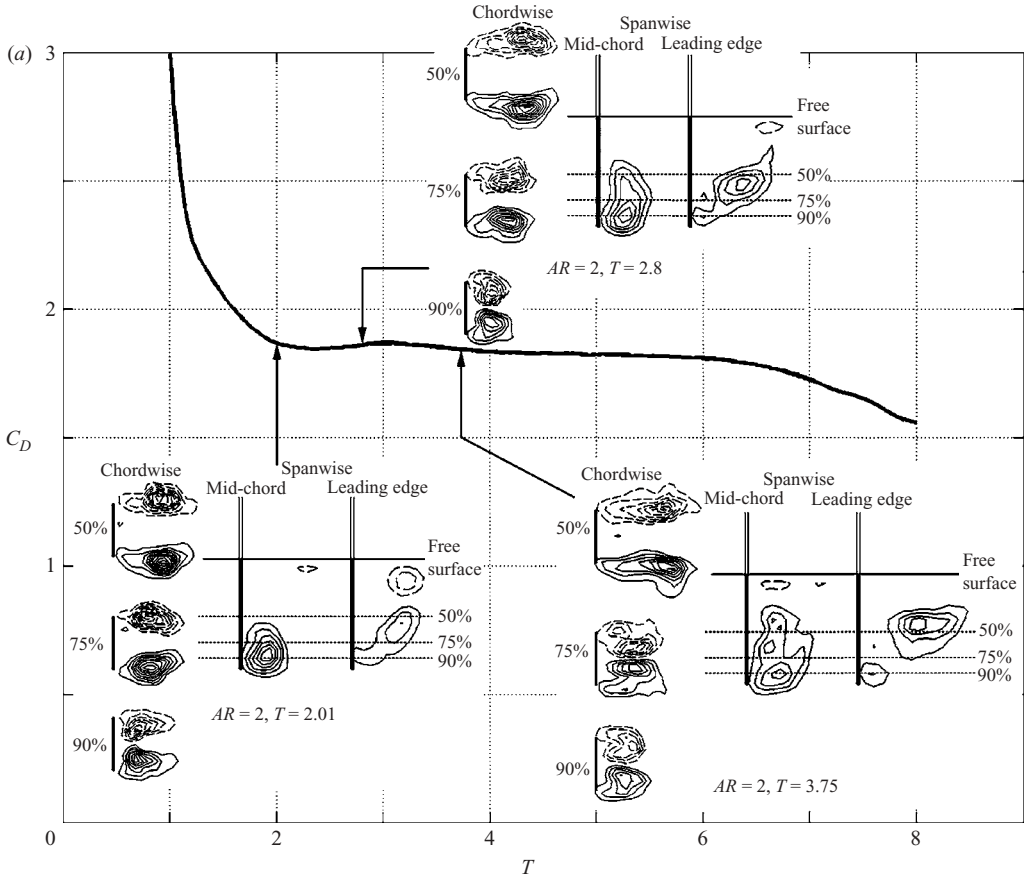 (a)
3
2
1
0
C_D
2
4
6
8
T
Chordwise
Spanwise
Mid-chord Leading edge
50%
75%
90%
Free
surface
50%
75%
90%
AR = 2, T = 2.8
Chordwise
Spanwise
Mid-chord Leading edge
50%
75%
90%
Free
surface
50%
75%
90%
AR = 2, T = 2.01
Chordwise
Spanwise
Mid-chord Leading edge
50%
75%
90%
Free
surface
50%
75%
90%
AR = 2, T = 3.75